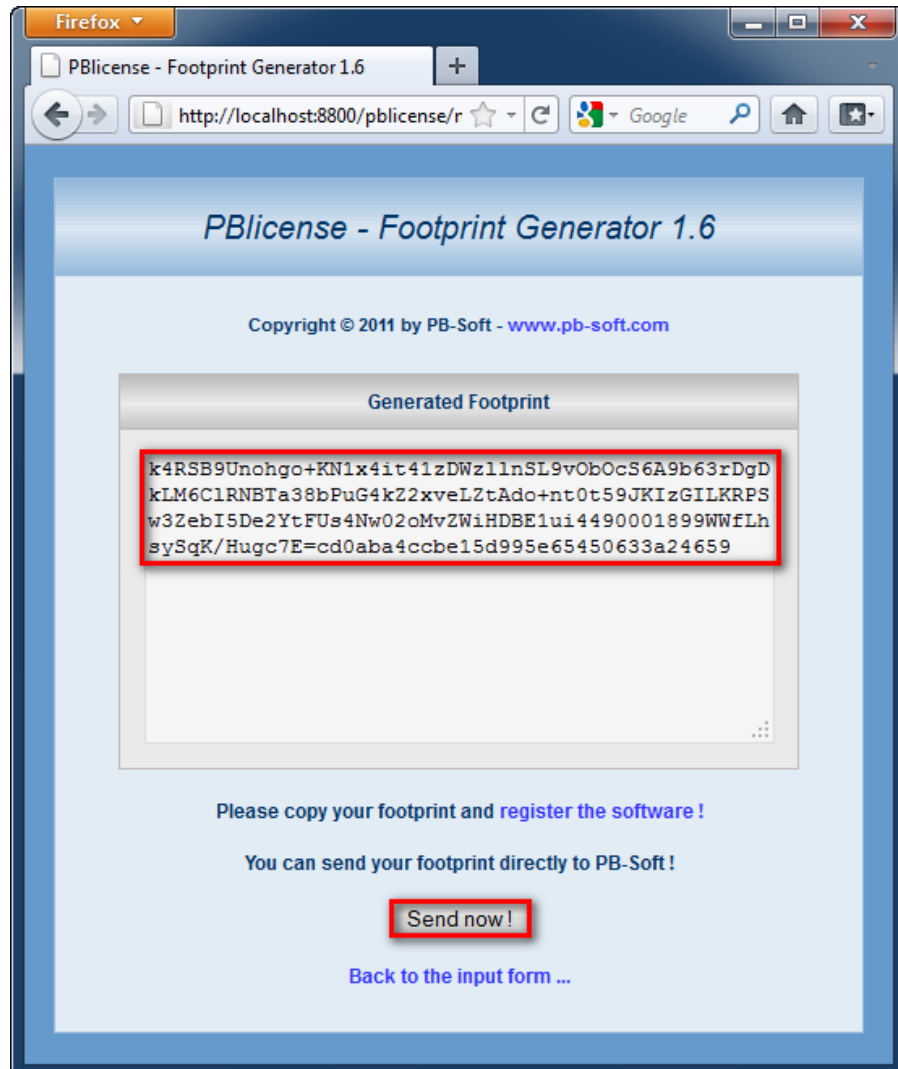 Firefox
PBlicense - Footprint Generator 1.6
http://localhost:8800/pblicense/r
Google
PBlicense - Footprint Generator 1.6
Copyright © 2011 by PB-Soft - www.pb-soft.com
Generated Footprint
k4RSB9Unohgo+KN1x4it41zDWzllnSL9vObOcS6A9b63rDgD
kLM6ClRNBTa38bPuG4kZ2xveLZtAdo+nt0t59JKIzGILKRPS
w3ZebI5De2YtFUs4Nw02oMvZWiHDBE1ui4490001899WWfLh
sySqK/Hugc7E=cd0aba4ccbe15d995e65450633a24659
Please copy your footprint and register the software !
You can send your footprint directly to PB-Soft !
Send now !
Back to the input form ...